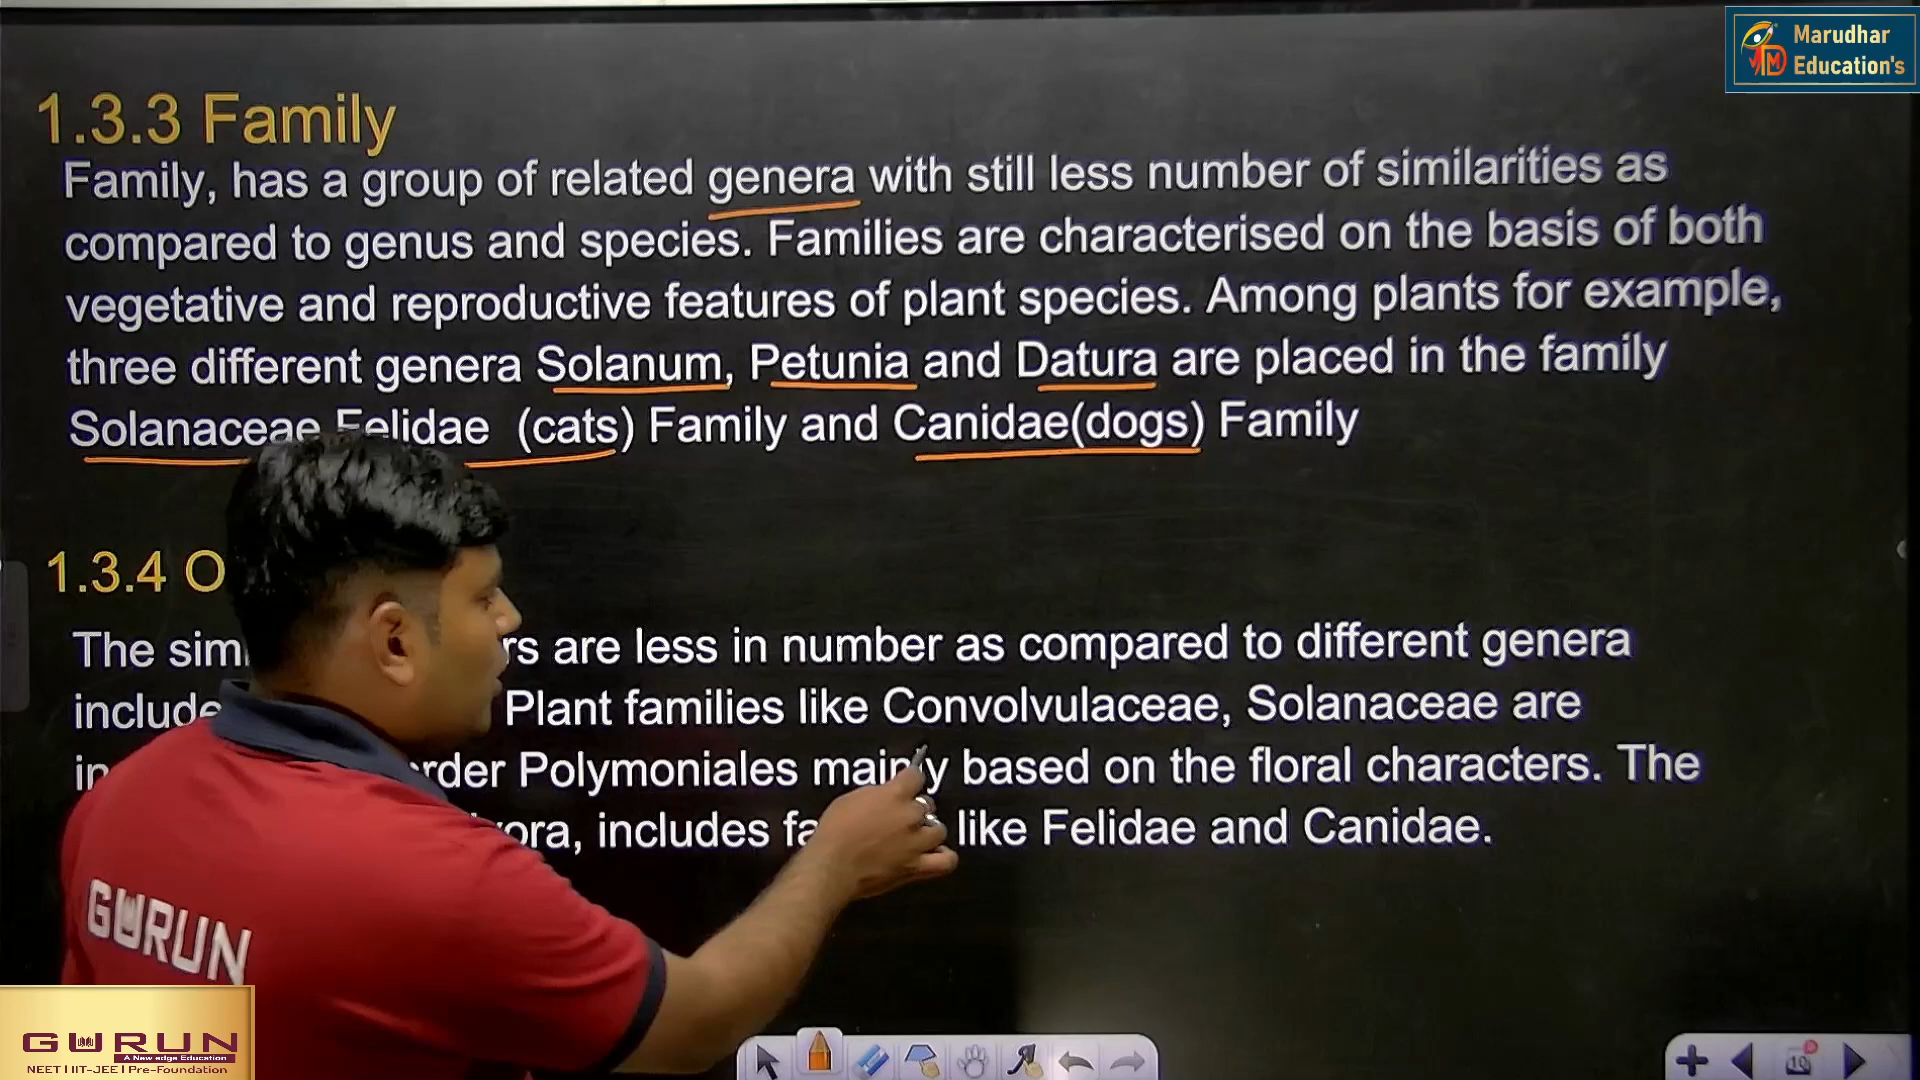 Marudhar
Education's
1.3.3 Family
Family, has a group of related genera with still less number of similarities as
compared to genus and species. Families are characterised on the basis of both
vegetative and reproductive features of plant species. Among plants for example,
three different genera Solanum, Petunia and Datura are placed in the family
Solanaceae Felidae (cats) Family and Canidae(dogs) Family
1.3.4 O
The are less in number as compared to different genera
Plant families like Convolvulaceae, Solanaceae are
Polymoniales mainly based on the floral characters. The
includes like Felidae and Canidae.
GURUN
GURUN
A New edge Education
NEET | IIT-JEE | Pre-Foundation
10